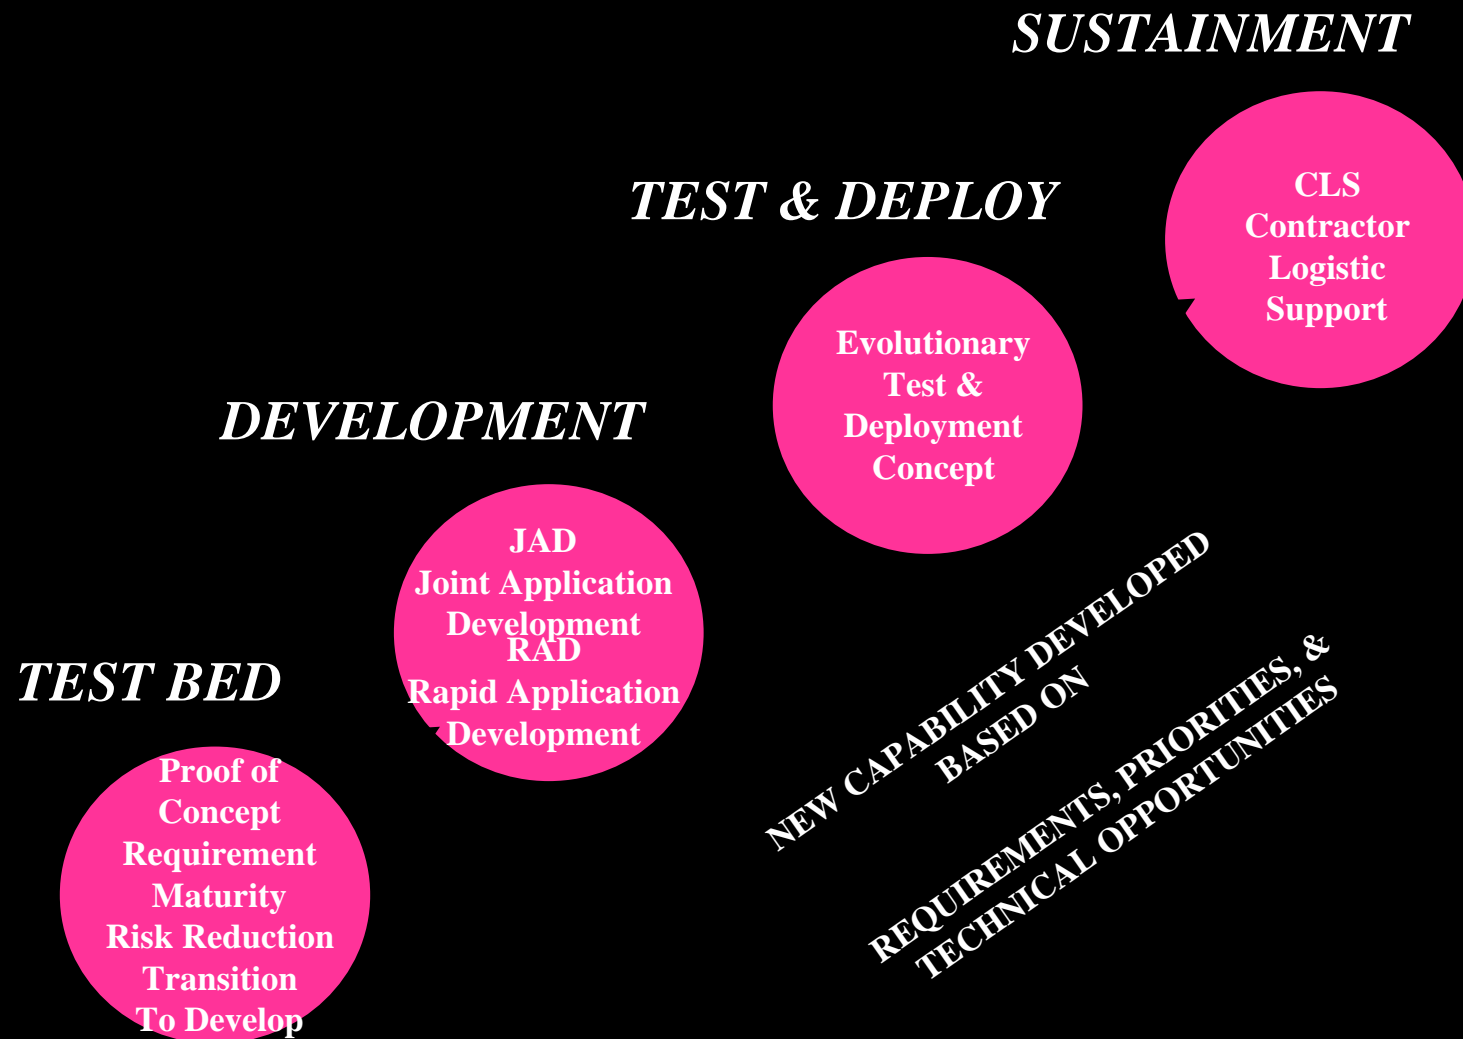 SUSTAINMENT
CLS
Contractor
Logistic
Support
TEST & DEPLOY
Evolutionary
Test &
Deployment
Concept
DEVELOPMENT
JAD
Joint Application
Development
RAD
Rapid Application
Development
TEST BED
Proof of
Concept
Requirement
Maturity
Risk Reduction
Transition
To Develop
NEW CAPABILITY DEVELOPED
BASED ON
REQUIREMENTS, PRIORITIES, &
TECHNICAL OPPORTUNITIES